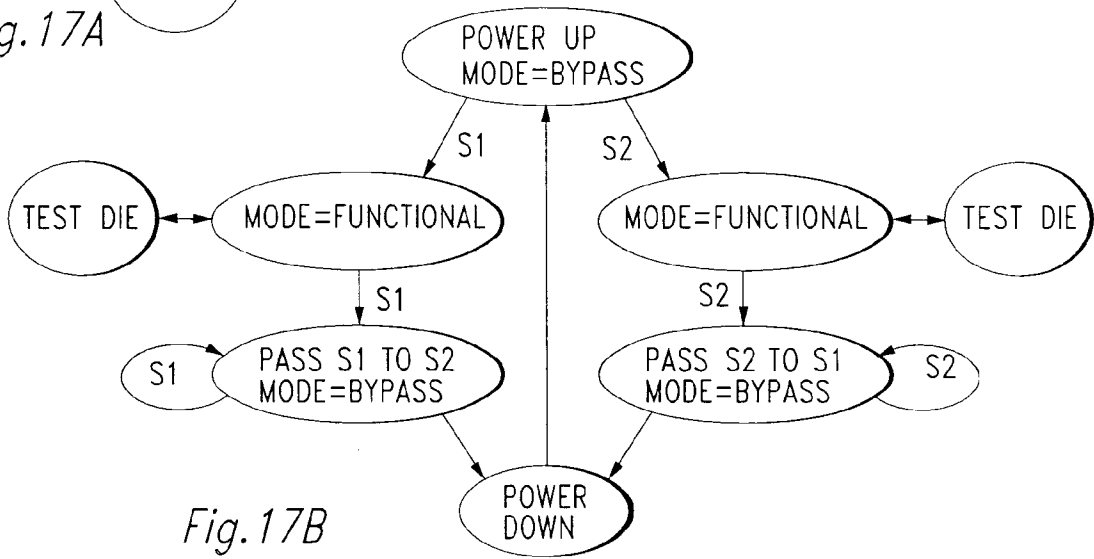 g.17A
POWER UP
MODE=BYPASS
S1
S2
TEST DIE
MODE=FUNCTIONAL
MODE=FUNCTIONAL
TEST DIE
S1
S2
S1
PASS S1 TO S2
MODE=BYPASS
PASS S2 TO S1
MODE=BYPASS
S2
POWER
DOWN
Fig.17B